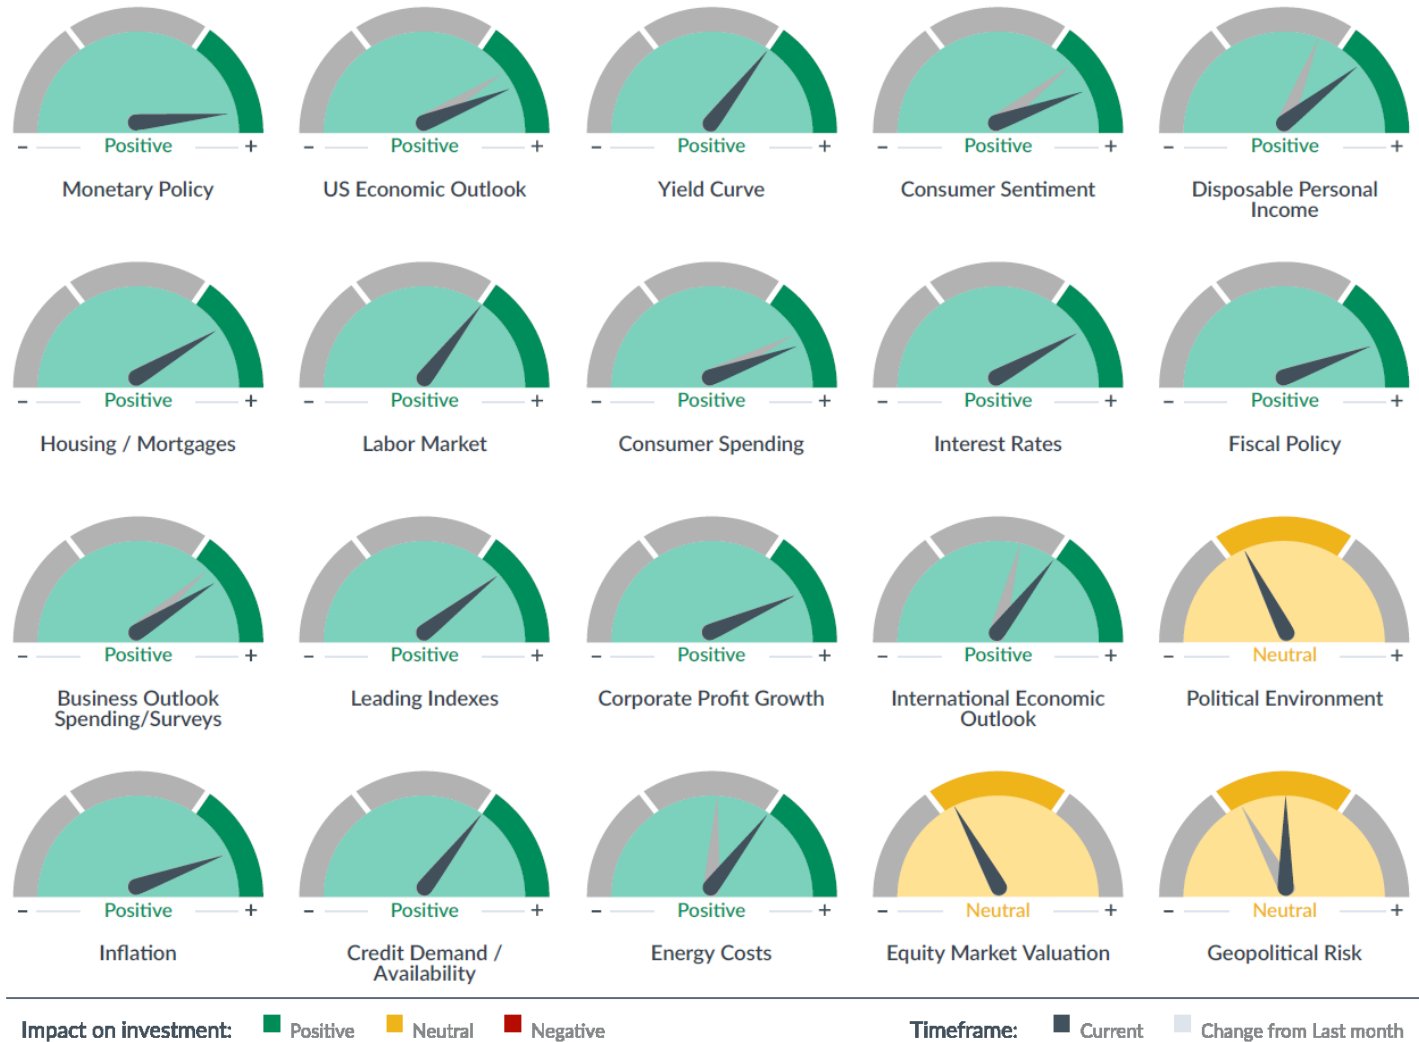 – Positive +
– Positive +
– Positive +
– Positive +
– Positive +
Monetary Policy
US Economic Outlook
Yield Curve
Consumer Sentiment
Disposable Personal
Income
– Positive +
– Positive +
– Positive +
– Positive +
– Positive +
Housing / Mortgages
Labor Market
Consumer Spending
Interest Rates
Fiscal Policy
– Positive +
– Positive +
– Positive +
– Positive +
– Neutral +
Business Outlook
Spending/Surveys
Leading Indexes
Corporate Profit Growth
International Economic
Outlook
Political Environment
– Positive +
– Positive +
– Positive +
– Neutral +
– Neutral +
Inflation
Credit Demand /
Availability
Energy Costs
Equity Market Valuation
Geopolitical Risk
Impact on investment: Positive Neutral Negative
Timeframe: Current Change from Last month